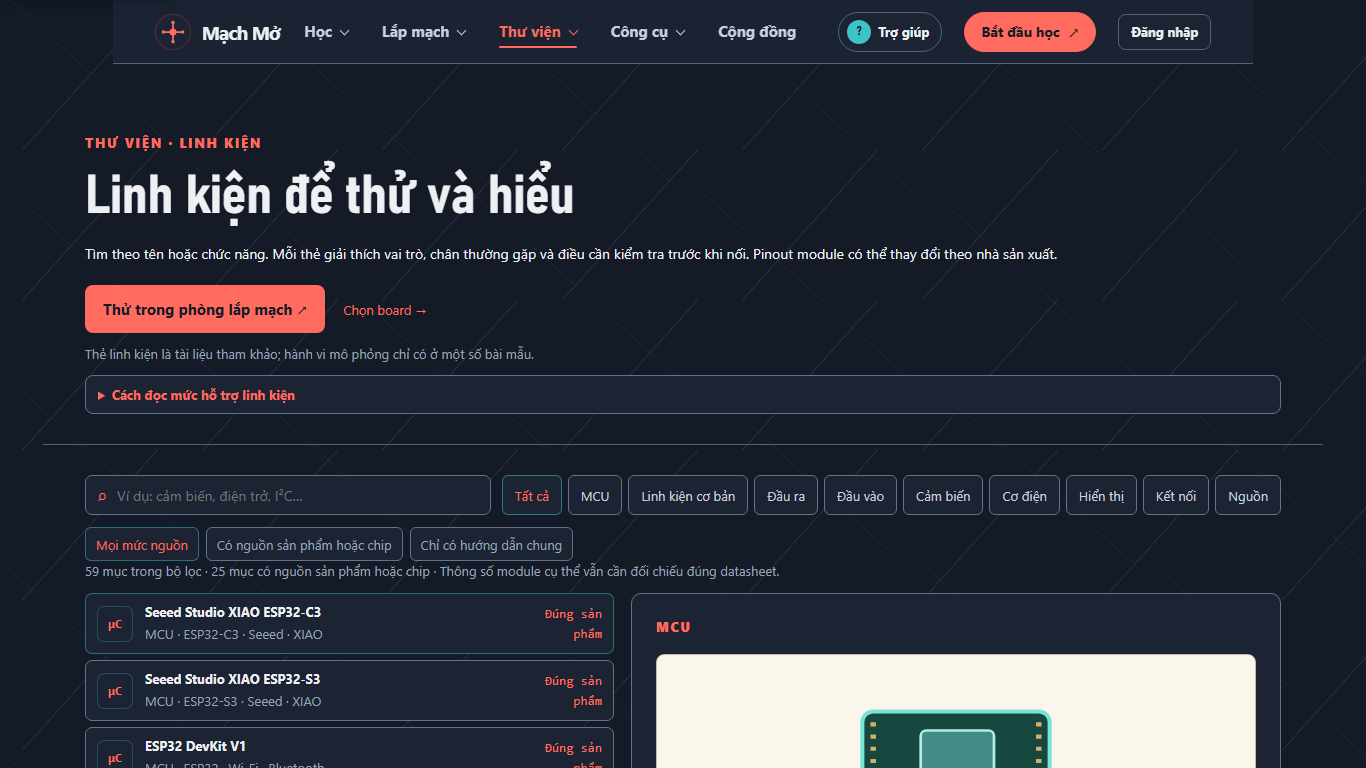 Mạch Mở
Học
Lắp mạch
Thư viện
Công cụ
Cộng đồng
? Trợ giúp
Bắt đầu học ↗
Đăng nhập
THƯ VIỆN · LINH KIỆN
Linh kiện để thử và hiểu
Tìm theo tên hoặc chức năng. Mỗi thẻ giải thích vai trò, chân thường gặp và điều cần kiểm tra trước khi nối. Pinout module có thể thay đổi theo nhà sản xuất.
Thử trong phòng lắp mạch ↗
Chọn board →
Thẻ linh kiện là tài liệu tham khảo; hành vi mô phỏng chỉ có ở một số bài mẫu.
▶ Cách đọc mức hỗ trợ linh kiện
Ví dụ: cảm biến, điện trở, I²C...
Tất cả
MCU
Linh kiện cơ bản
Đầu ra
Đầu vào
Cảm biến
Cơ điện
Hiển thị
Kết nối
Nguồn
Mọi mức nguồn
Có nguồn sản phẩm hoặc chip
Chỉ có hướng dẫn chung
59 mục trong bộ lọc · 25 mục có nguồn sản phẩm hoặc chip · Thông số module cụ thể vẫn cần đối chiếu đúng datasheet.
µC
Seeed Studio XIAO ESP32-C3
MCU · ESP32-C3 · Seeed · XIAO
Đúng sản
phẩm
µC
Seeed Studio XIAO ESP32-S3
MCU · ESP32-S3 · Seeed · XIAO
Đúng sản
phẩm
µC
ESP32 DevKit V1
MCU · ESP32 · Wi-Fi · Bluetooth
Đúng sản
phẩm
MCU